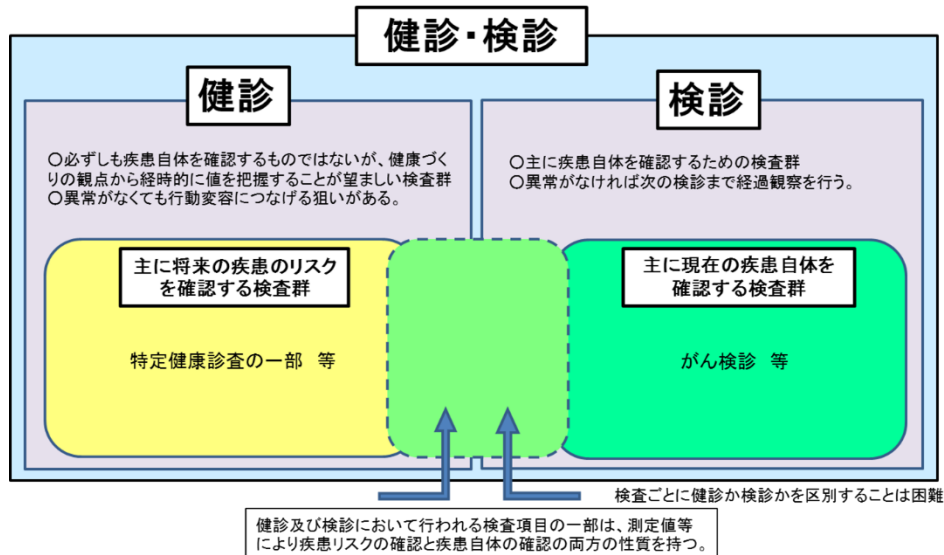 健診・検診
健診
○必ずしも疾患自体を確認するものではないが、健康づく
りの観点から経時的に値を把握することが望ましい検査群
○異常がなくても行動変容につなげる狙いがある。
主に将来の疾患のリスク
を確認する検査群
特定健康診査の一部 等
検診
○主に疾患自体を確認するための検査群
○異常がなければ次の検診まで経過観察を行う。
主に現在の疾患自体を
確認する検査群
がん検診 等
検査ごとに健診か検診かを区別することは困難
健診及び検診において行われる検査項目の一部は、測定値等
により疾患リスクの確認と疾患自体の確認の両方の性質を持つ。